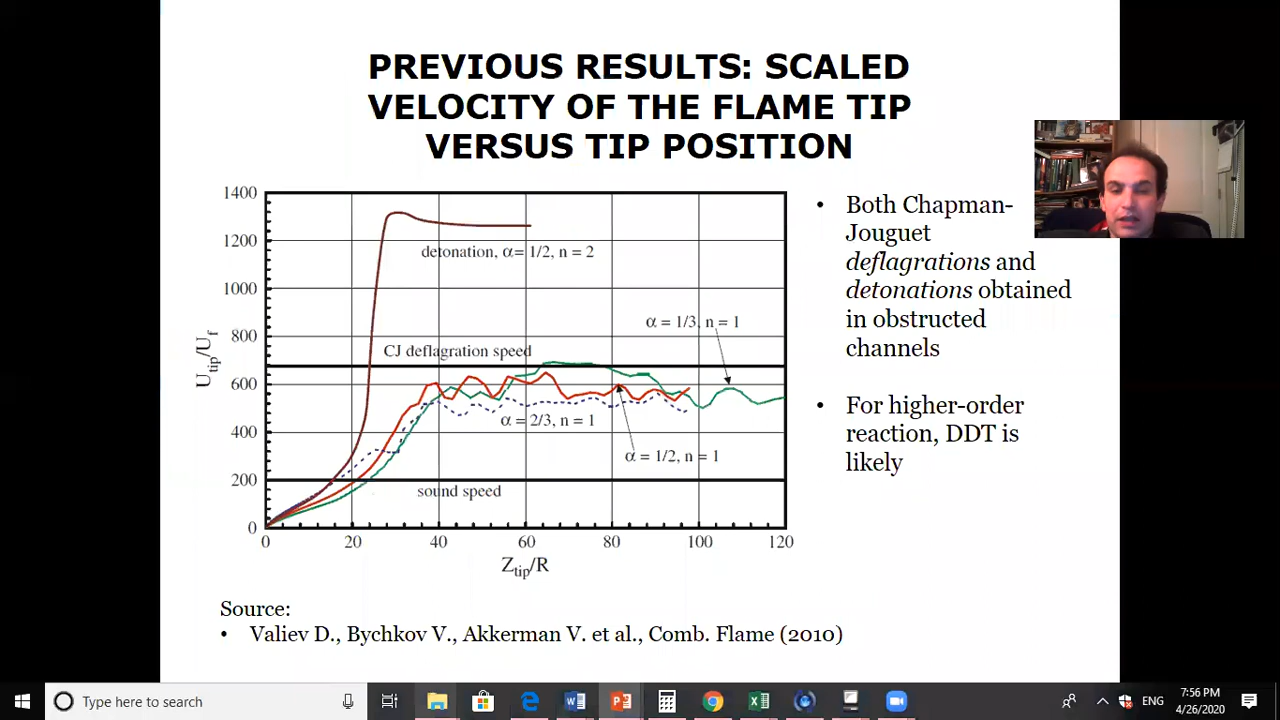 PREVIOUS RESULTS: SCALED
VELOCITY OF THE FLAME TIP
VERSUS TIP POSITION
1400
1200
1000
800
600
400
200
0
U_tip/U_f
0 20 40 60 80 100 120
Z_tip/R
detonation, α= 1/2, n = 2
α = 1/3, n = 1
CJ deflagration speed
α = 2/3, n = 1
α = 1/2, n = 1
sound speed
• Both Chapman-
Jouguet
deflagrations and
detonations obtained
in obstructed
channels
• For higher-order
reaction, DDT is
likely
Source:
• Valiev D., Bychkov V., Akkerman V. et al., Comb. Flame (2010)
Type here to search
ENG
7:56 PM
4/26/2020